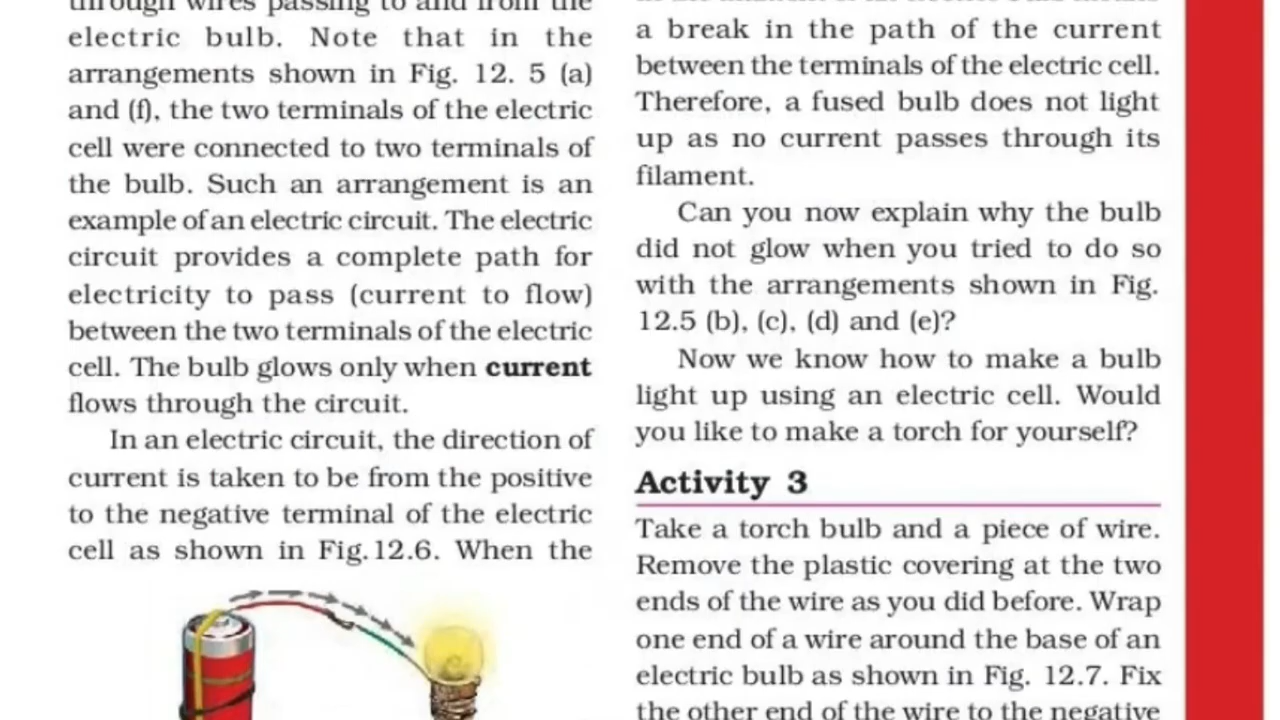 through wires passing to and from the
electric bulb. Note that in the
arrangements shown in Fig. 12. 5 (a)
and (f), the two terminals of the electric
cell were connected to two terminals of
the bulb. Such an arrangement is an
example of an electric circuit. The electric
circuit provides a complete path for
electricity to pass (current to flow)
between the two terminals of the electric
cell. The bulb glows only when current
flows through the circuit.
In an electric circuit, the direction of
current is taken to be from the positive
to the negative terminal of the electric
cell as shown in Fig.12.6. When the
a break in the path of the current
between the terminals of the electric cell.
Therefore, a fused bulb does not light
up as no current passes through its
filament.
Can you now explain why the bulb
did not glow when you tried to do so
with the arrangements shown in Fig.
12.5 (b), (c), (d) and (e)?
Now we know how to make a bulb
light up using an electric cell. Would
you like to make a torch for yourself?
Activity 3
Take a torch bulb and a piece of wire.
Remove the plastic covering at the two
ends of the wire as you did before. Wrap
one end of a wire around the base of an
electric bulb as shown in Fig. 12.7. Fix
the other end of the wire to the negative